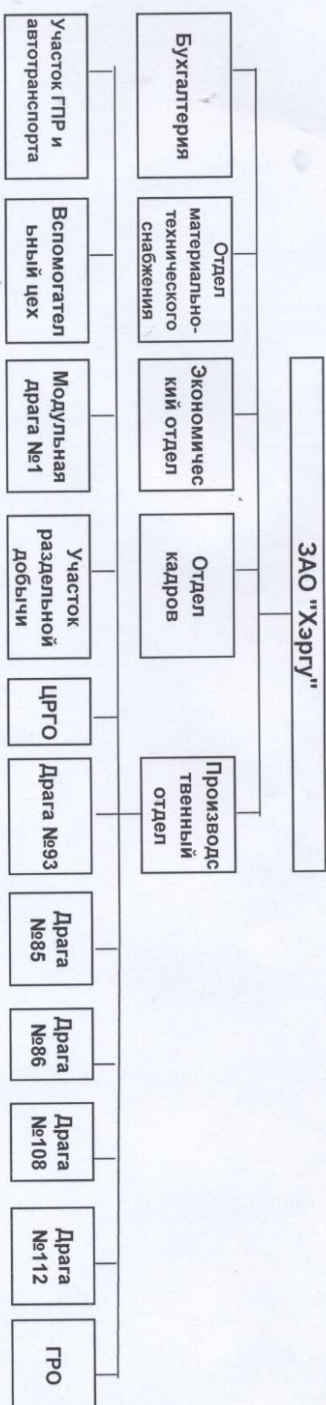 ЗАО "Хэргу"
Бухгалтерия
Отдел
материально-
технического
снабжения
Экономичес
кий отдел
Отдел
кадров
Производс
твенный
отдел
Участок ГПР и
автотранспорта
Вспомогател
ьный цех
Модульная
драга №1
Участок
раздельной
добычи
ЦРГО
Драга №93
Драга
№85
Драга
№86
Драга
№108
Драга
№112
ГРО